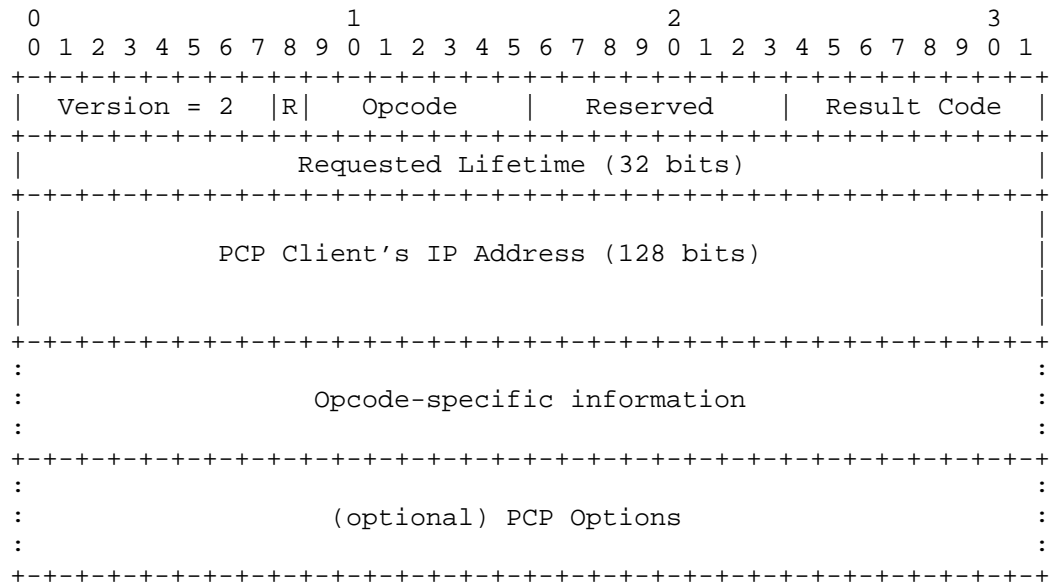 0                   1                   2                   3
 0 1 2 3 4 5 6 7 8 9 0 1 2 3 4 5 6 7 8 9 0 1 2 3 4 5 6 7 8 9 0 1
+-+-+-+-+-+-+-+-+-+-+-+-+-+-+-+-+-+-+-+-+-+-+-+-+-+-+-+-+-+-+-+-+
|  Version = 2  |R|   Opcode    |   Reserved    |  Result Code  |
+-+-+-+-+-+-+-+-+-+-+-+-+-+-+-+-+-+-+-+-+-+-+-+-+-+-+-+-+-+-+-+-+
|                 Requested Lifetime (32 bits)                  |
+-+-+-+-+-+-+-+-+-+-+-+-+-+-+-+-+-+-+-+-+-+-+-+-+-+-+-+-+-+-+-+-+
|                                                               |
|            PCP Client’s IP Address (128 bits)                 |
|                                                               |
|                                                               |
+-+-+-+-+-+-+-+-+-+-+-+-+-+-+-+-+-+-+-+-+-+-+-+-+-+-+-+-+-+-+-+-+
:                                                               :
:                  Opcode-specific information                  :
:                                                               :
+-+-+-+-+-+-+-+-+-+-+-+-+-+-+-+-+-+-+-+-+-+-+-+-+-+-+-+-+-+-+-+-+
:                                                               :
:                   (optional) PCP Options                      :
:                                                               :
+-+-+-+-+-+-+-+-+-+-+-+-+-+-+-+-+-+-+-+-+-+-+-+-+-+-+-+-+-+-+-+-+